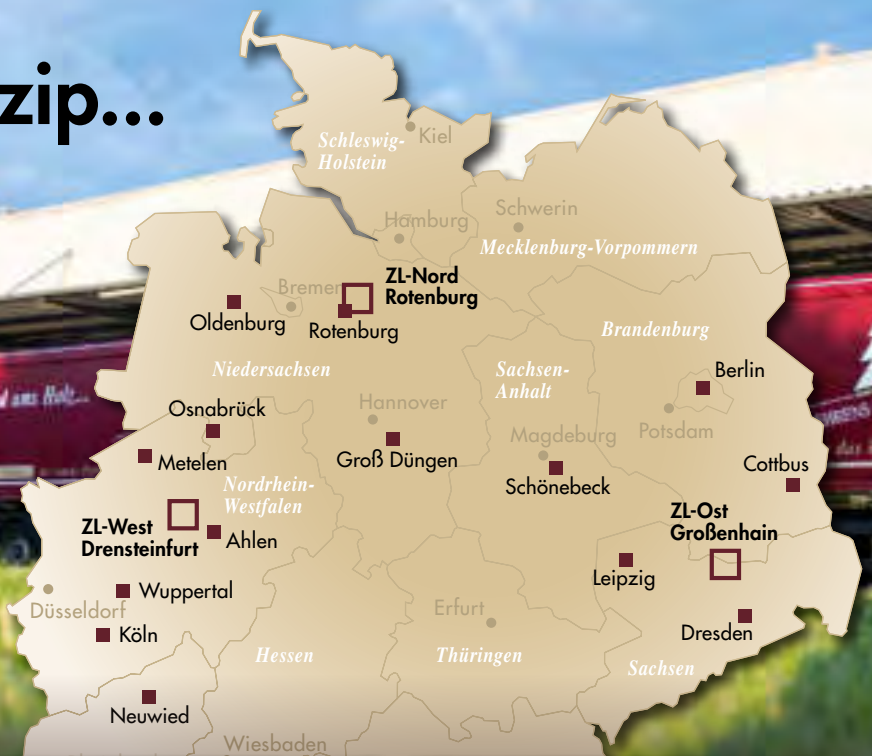 zip...
Schleswig-
Holstein
Kiel
Hamburg
Schwerin
Mecklenburg-Vorpommern
Bremen
ZL-Nord
Rotenburg
Oldenburg
Rotenburg
Brandenburg
Niedersachsen
Sachsen-
Anhalt
Berlin
Osnabrück
Hannover
Potsdam
Magdeburg
Metelen
Groß Düngen
Cottbus
Nordrhein-
Westfalen
Schönebeck
ZL-West
Drensteinfurt
Ahlen
ZL-Ost
Großenhain
Leipzig
Wuppertal
Düsseldorf
Erfurt
Köln
Dresden
Hessen
Thüringen
Sachsen
Neuwied
Wiesbaden